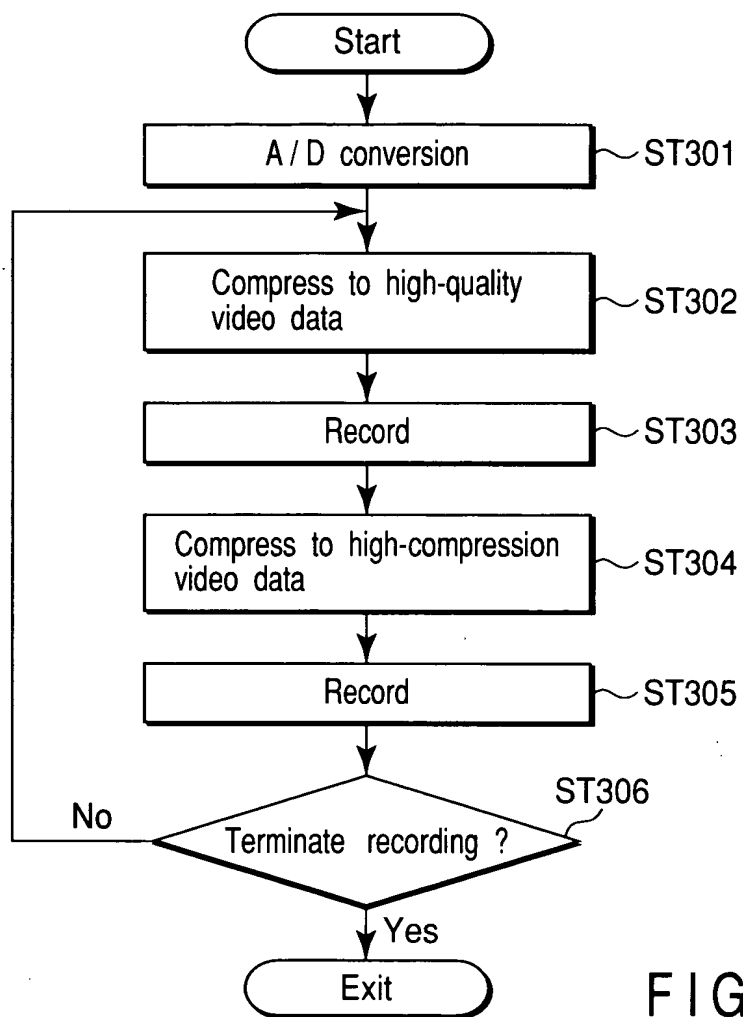 Start
A/D conversion
ST301
Compress to high-quality
video data
ST302
Record
ST303
Compress to high-compression
video data
ST304
Record
ST305
ST306
No
Terminate recording ?
Yes
Exit
FIG